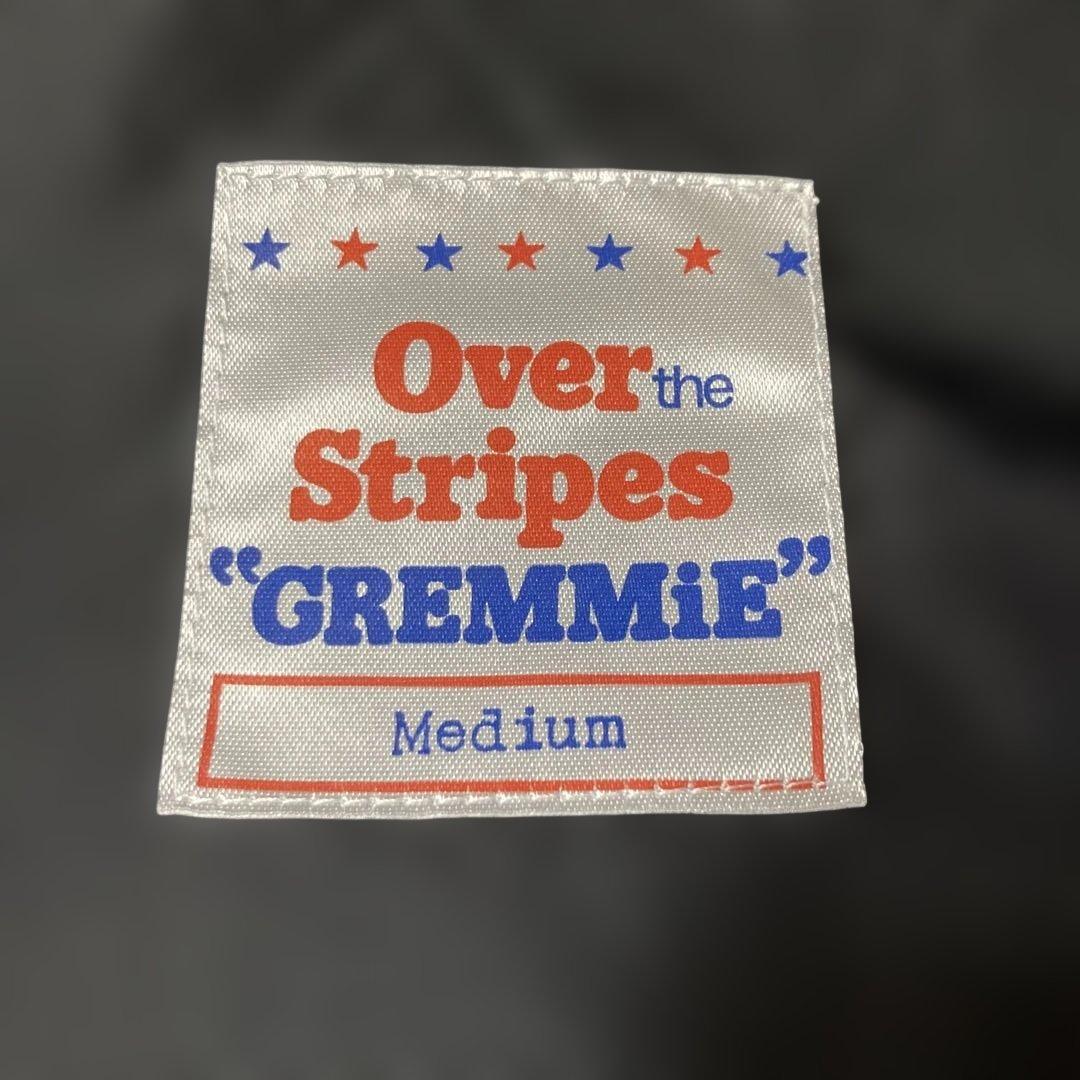 Over the
Stripes
“GREMMiE”
Medium